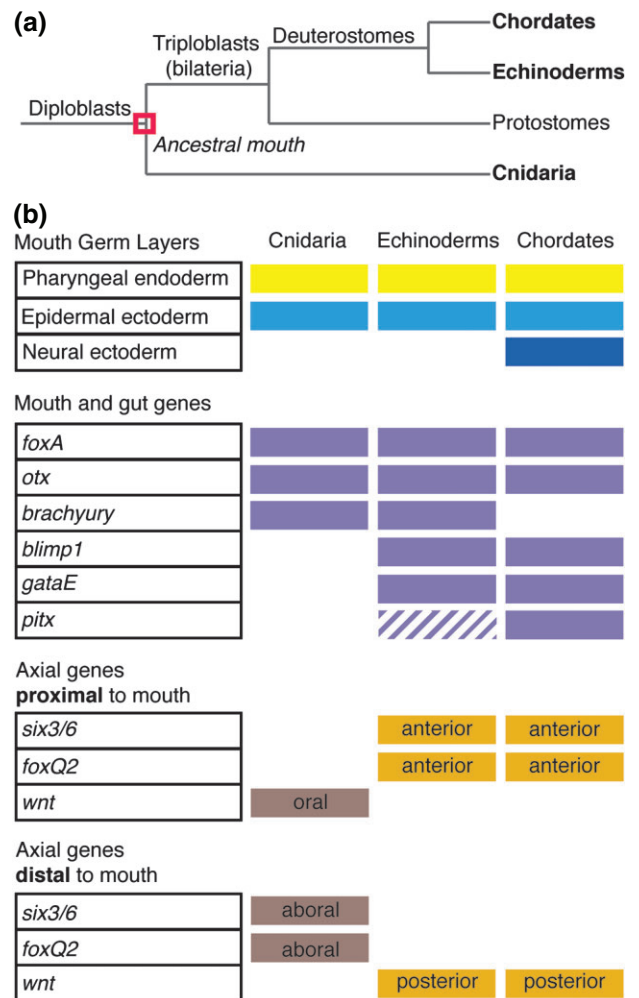 (a)
Chordates
Deuterostomes
Triploblasts
(bilateria)
Echinoderms
Diploblasts
Protostomes
Ancestral mouth
Cnidaria
(b)
Mouth Germ Layers Cnidaria Echinoderms Chordates
Pharyngeal endoderm
Epidermal ectoderm
Neural ectoderm
Mouth and gut genes
foxA
otx
brachyury
blimp1
gataE
pitx
Axial genes
proximal to mouth
six3/6 anterior anterior
foxQ2 anterior anterior
wnt oral
Axial genes
distal to mouth
six3/6 aboral
foxQ2 aboral
wnt posterior posterior